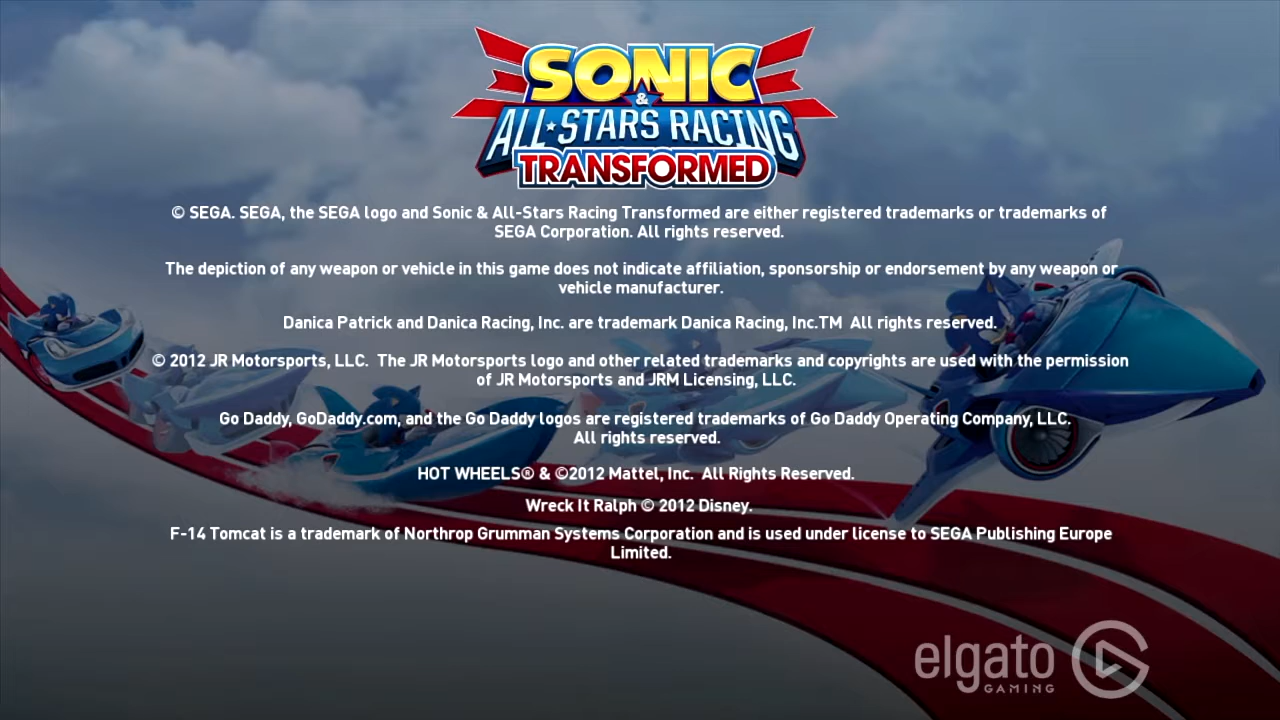 SONIC
&
ALL★STARS RACING
TRANSFORMED
© SEGA. SEGA, the SEGA logo and Sonic & All-Stars Racing Transformed are either registered trademarks or trademarks of
SEGA Corporation. All rights reserved.
The depiction of any weapon or vehicle in this game does not indicate affiliation, sponsorship or endorsement by any weapon or
vehicle manufacturer.
Danica Patrick and Danica Racing, Inc. are trademark Danica Racing, Inc.TM  All rights reserved.
© 2012 JR Motorsports, LLC.  The JR Motorsports logo and other related trademarks and copyrights are used with the permission
of JR Motorsports and JRM Licensing, LLC.
Go Daddy, GoDaddy.com, and the Go Daddy logos are registered trademarks of Go Daddy Operating Company, LLC.
All rights reserved.
HOT WHEELS® & ©2012 Mattel, Inc.  All Rights Reserved.
Wreck It Ralph © 2012 Disney.
F-14 Tomcat is a trademark of Northrop Grumman Systems Corporation and is used under license to SEGA Publishing Europe
Limited.
elgato
GAMING